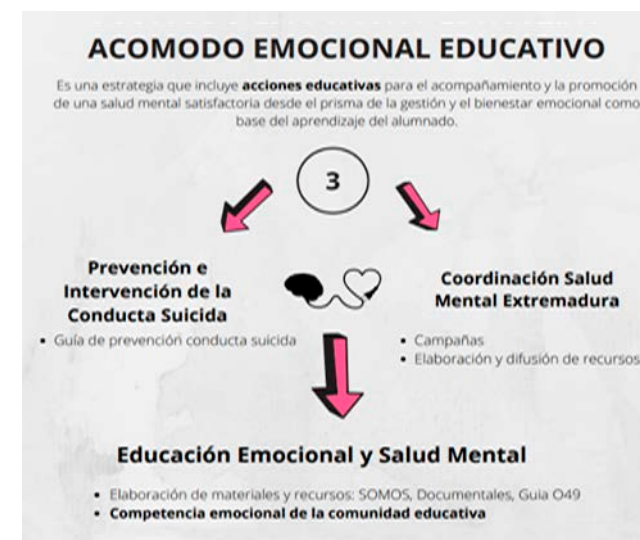 ACOMODO EMOCIONAL EDUCATIVO
Es una estrategia que incluye acciones educativas para el acompañamiento y la promoción
de una salud mental satisfactoria desde el prisma de la gestión y el bienestar emocional como
base del aprendizaje del alumnado.
3
Prevención e
Intervención de la
Conducta Suicida
• Guía de prevención conducta suicida
Coordinación Salud
Mental Extremadura
• Campañas
• Elaboración y difusión de recursos
Educación Emocional y Salud Mental
• Elaboración de materiales y recursos: SOMOS, Documentales, Guia O49
• Competencia emocional de la comunidad educativa